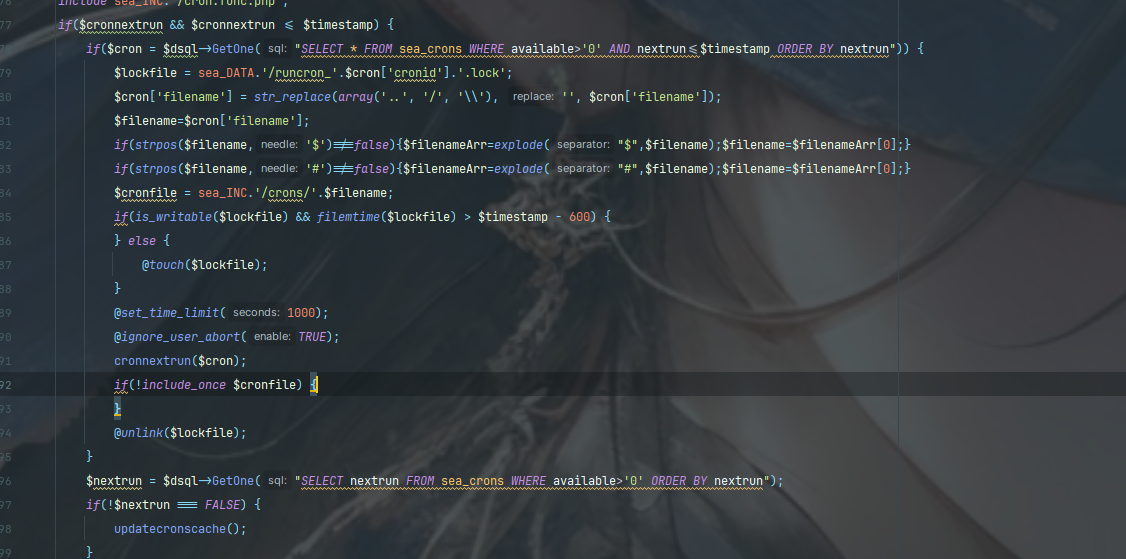 include sea_INC."/cron.func.php";
77 if($cronnextrun && $cronnextrun <= $timestamp) {
if($cron = $dsql->GetOne( sql: "SELECT * FROM sea_crons WHERE available>'0' AND nextrun<=$timestamp ORDER BY nextrun")) {
79 $lockfile = sea_DATA.'/runcron_'.$cron['cronid'].'.lock';
80 $cron['filename'] = str_replace(array('..', '/', '\\'), replace: '', $cron['filename']);
81 $filename=$cron['filename'];
82 if(strpos($filename, needle: '$')!==false){$filenameArr=explode( separator: "$",$filename);$filename=$filenameArr[0];}
83 if(strpos($filename, needle: '#')!==false){$filenameArr=explode( separator: "#",$filename);$filename=$filenameArr[0];}
84 $cronfile = sea_INC.'/crons/'.$filename;
85 if(is_writable($lockfile) && filemtime($lockfile) > $timestamp - 600) {
86 } else {
87 @touch($lockfile);
88 }
89 @set_time_limit( seconds: 1000);
90 @ignore_user_abort( enable: TRUE);
91 cronnextrun($cron);
92 if(!include_once $cronfile) {
93 }
94 @unlink($lockfile);
95 }
96 $nextrun = $dsql->GetOne( sql: "SELECT nextrun FROM sea_crons WHERE available>'0' ORDER BY nextrun");
97 if(!$nextrun === FALSE) {
98 updatecronscache();
99 }